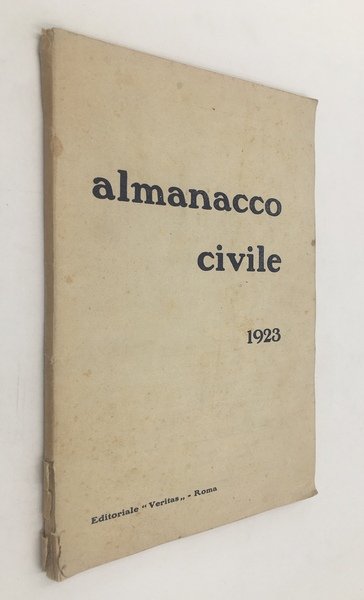 almanacco
civile
1923
Editoriale “Veritas„ - Roma